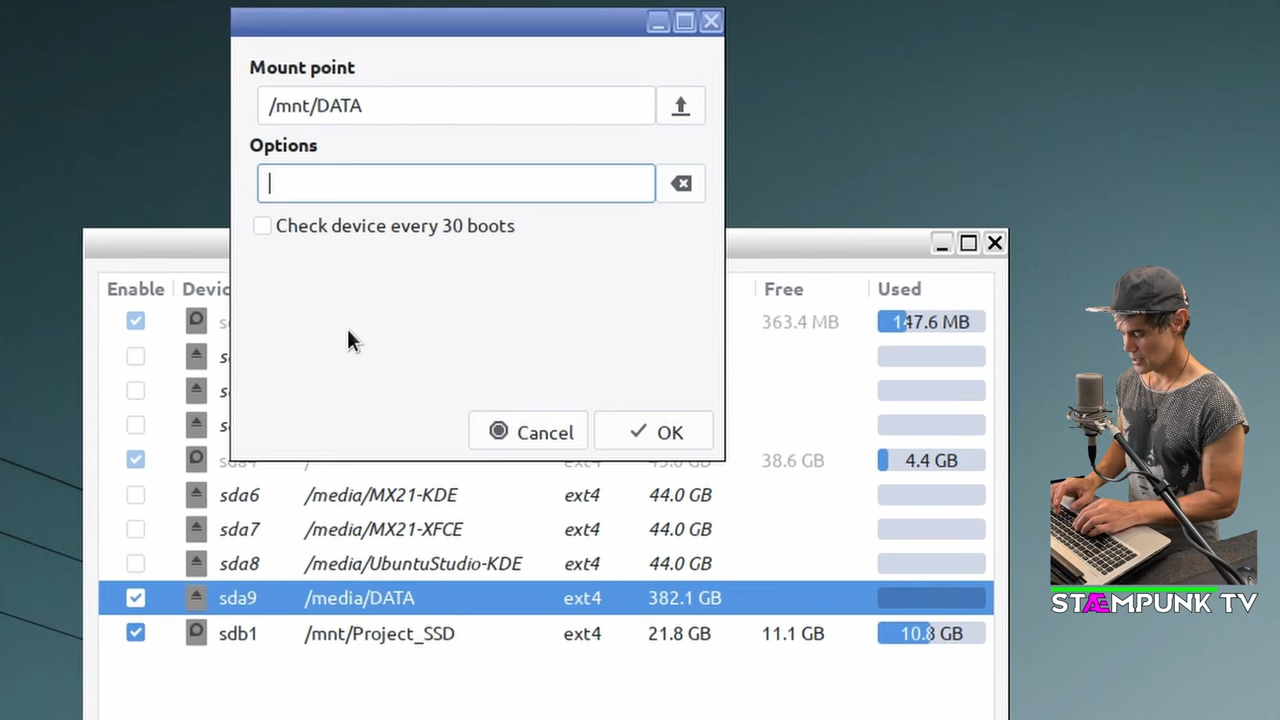 Mount point
/mnt/DATA
Options
Check device every 30 boots
Cancel
OK
Enable
Free
Used
363.4 MB
147.6 MB
38.6 GB
4.4 GB
sda6 /media/MX21-KDE ext4 44.0 GB
sda7 /media/MX21-XFCE ext4 44.0 GB
sda8 /media/UbuntuStudio-KDE ext4 44.0 GB
sda9 /media/DATA ext4 382.1 GB
sdb1 /mnt/Project_SSD ext4 21.8 GB 11.1 GB 10.8 GB
STÆMPUNK TV